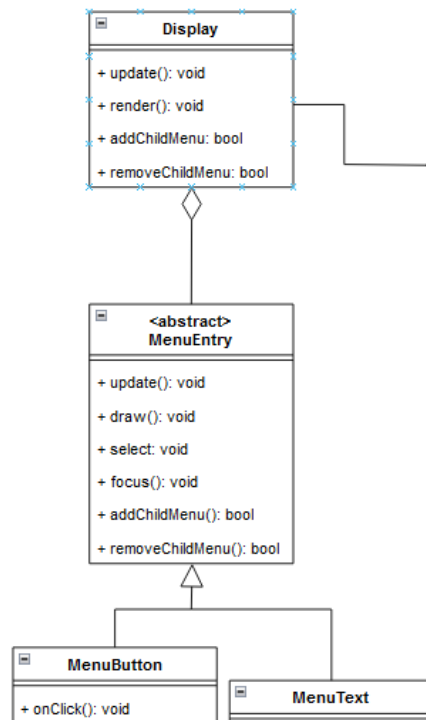 Display
+ update(): void
+ render(): void
+ addChildMenu: bool
+ removeChildMenu: bool
<abstract>
MenuEntry
+ update(): void
+ draw(): void
+ select: void
+ focus(): void
+ addChildMenu(): bool
+ removeChildMenu(): bool
MenuButton
+ onClick(): void
MenuText